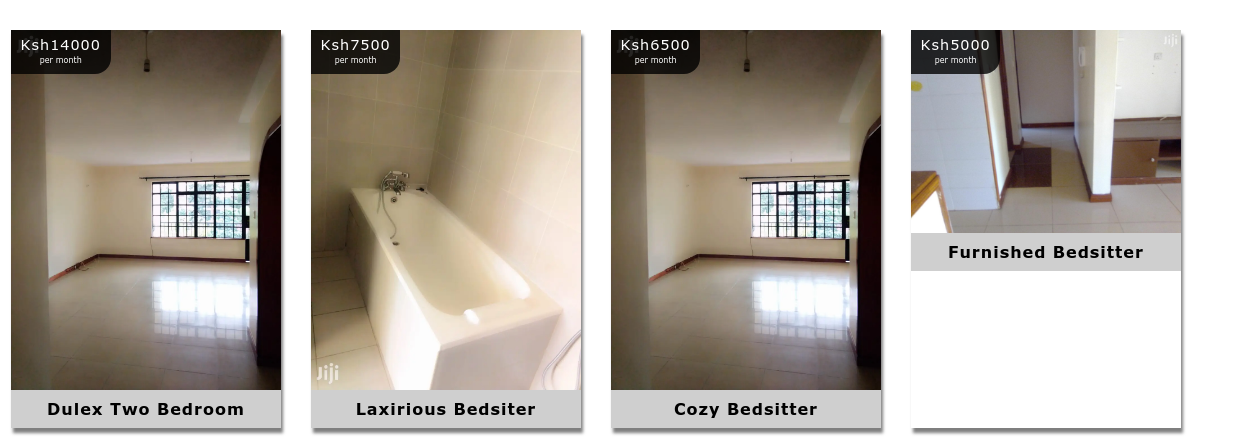 Ksh14000
per month
Dulex Two Bedroom
Ksh7500
per month
Jiji
Laxirious Bedsiter
Ksh6500
per month
Cozy Bedsitter
Ksh5000
per month
Jiji
Furnished Bedsitter